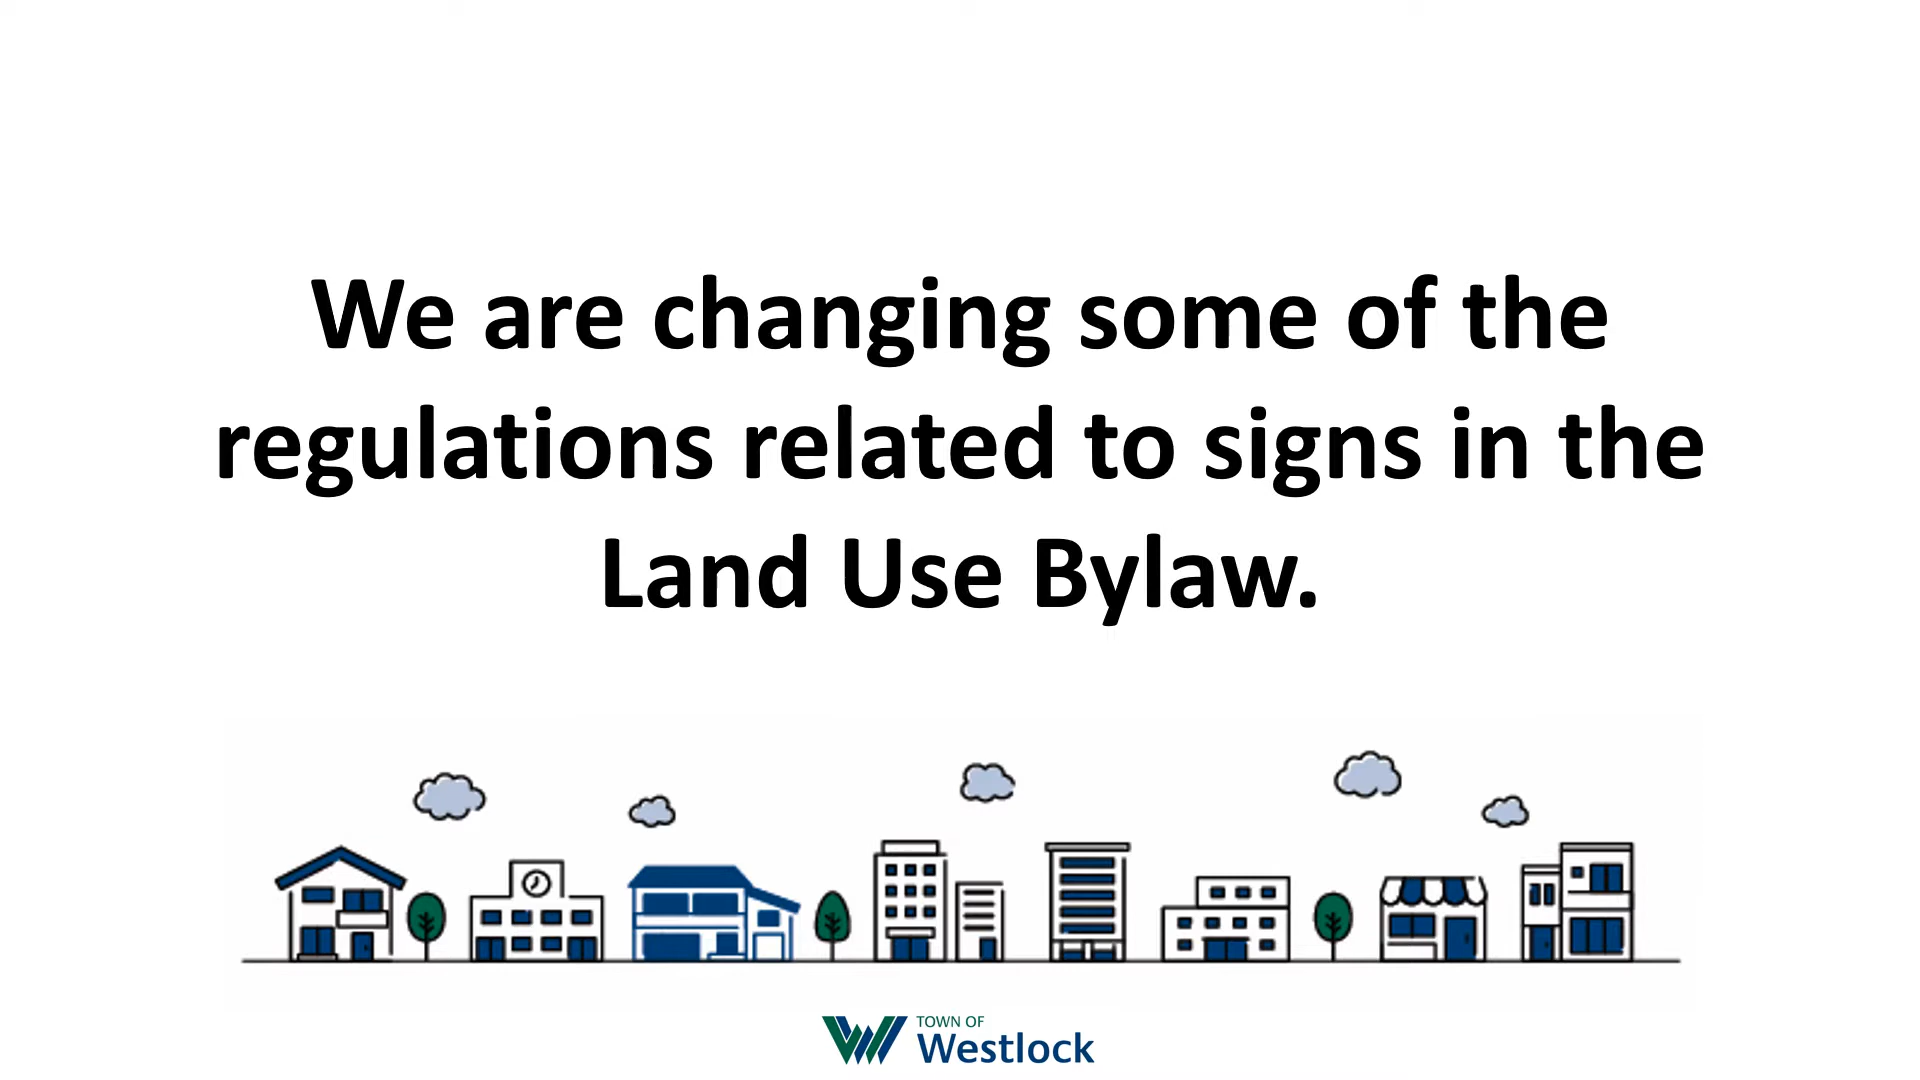 We are changing some of the
regulations related to signs in the
Land Use Bylaw.
TOWN OF
Westlock